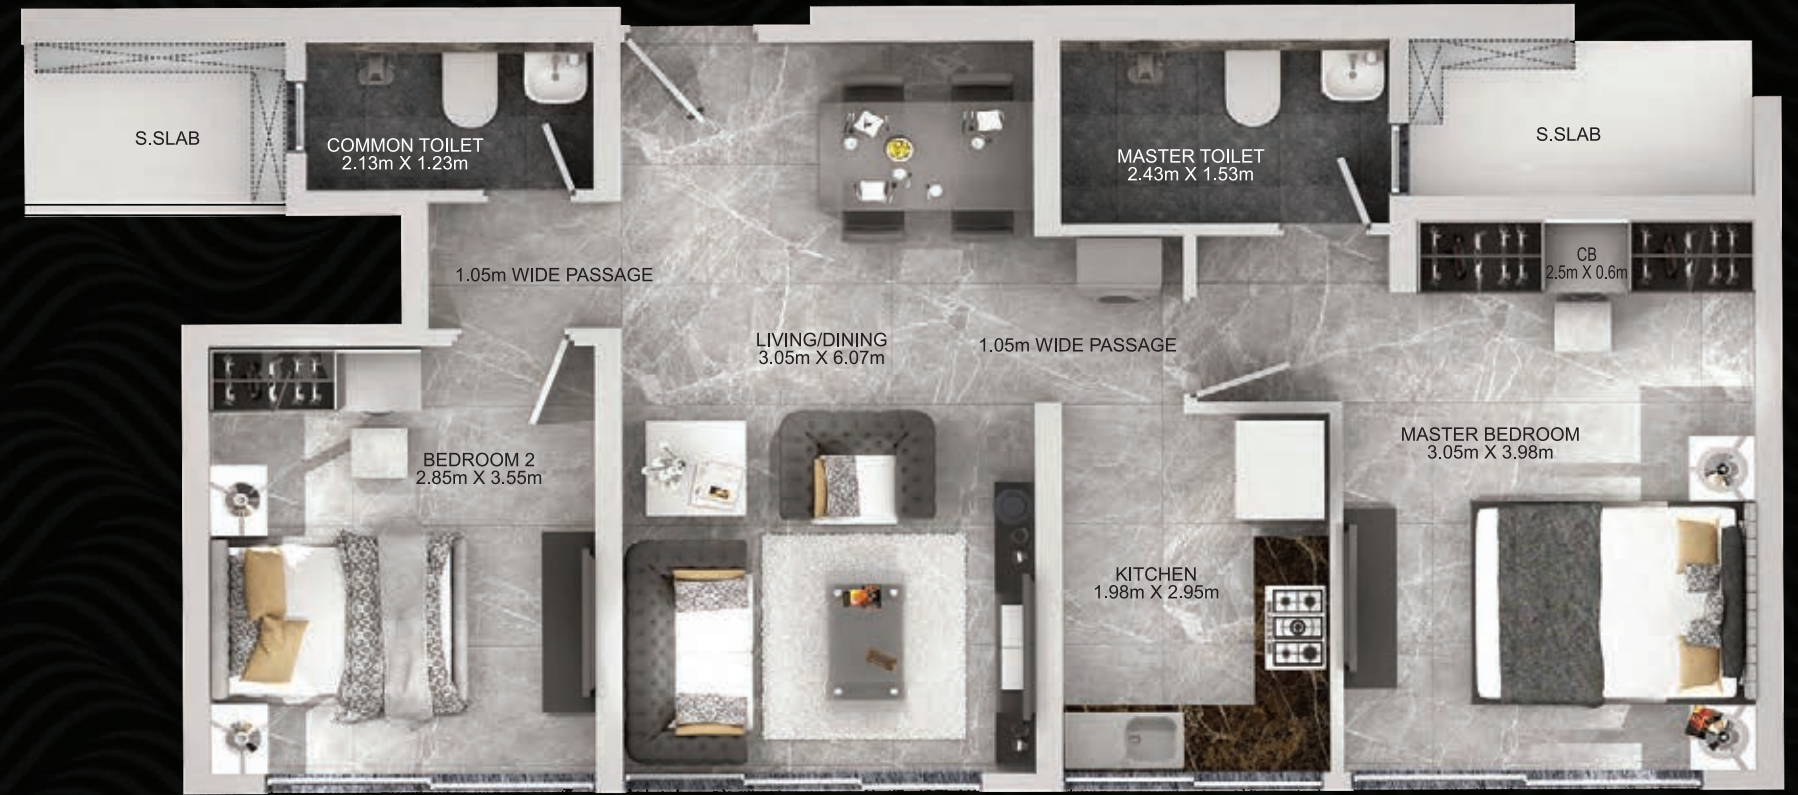 S.SLAB
COMMON TOILET
2.13m X 1.23m
MASTER TOILET
2.43m X 1.53m
S.SLAB
1.05m WIDE PASSAGE
CB
2.5m X 0.6m
LIVING/DINING
3.05m X 6.07m
1.05m WIDE PASSAGE
BEDROOM 2
2.85m X 3.55m
MASTER BEDROOM
3.05m X 3.98m
KITCHEN
1.98m X 2.95m